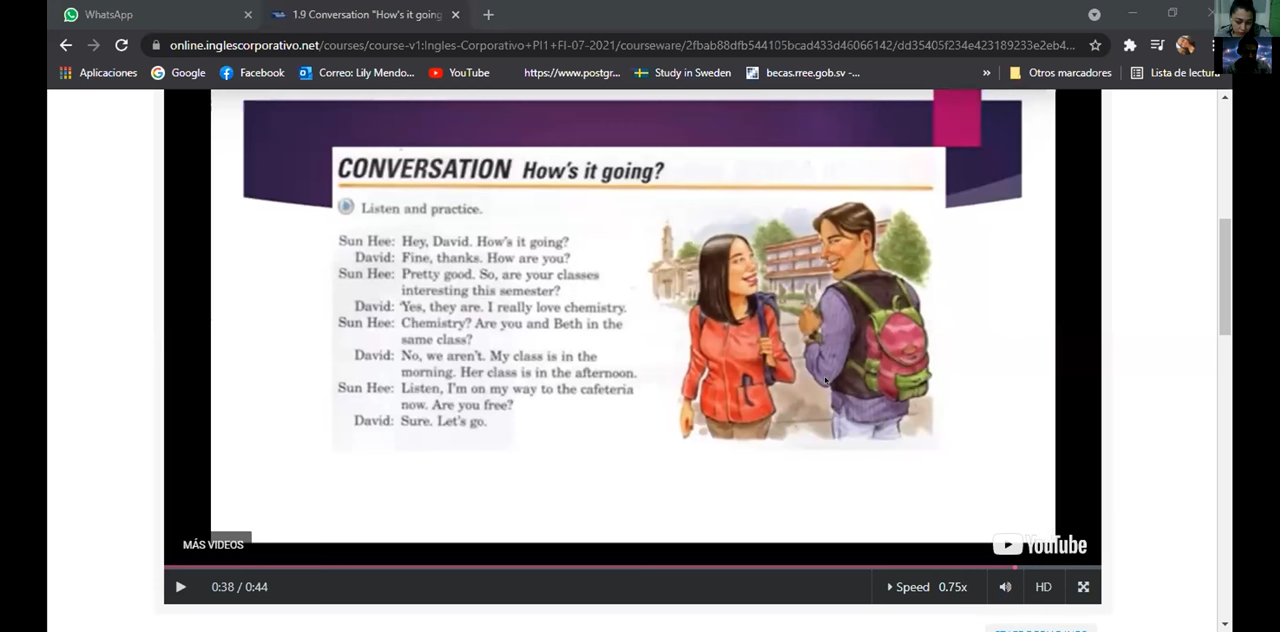 WhatsApp
1.9 Conversation "How's it going
online.inglescorporativo.net/courses/course-v1:Ingles-Corporativo+PI1+FI-07-2021/courseware/2fbab88dfb544105bcad433d46066142/dd35405f234e423189233e2eb4...
Aplicaciones Google Facebook Correo: Lily Mendo... YouTube https://www.postgr... Study in Sweden becas.rree.gob.sv -... » Otros marcadores Lista de lectura
CONVERSATION How's it going?
Listen and practice.
Sun Hee: Hey, David. How's it going?
David: Fine, thanks. How are you?
Sun Hee: Pretty good. So, are your classes
interesting this semester?
David: Yes, they are. I really love chemistry.
Sun Hee: Chemistry? Are you and Beth in the
same class?
David: No, we aren't. My class is in the
morning. Her class is in the afternoon.
Sun Hee: Listen, I'm on my way to the cafeteria
now. Are you free?
David: Sure. Let's go.
MÁS VIDEOS
YouTube
0:38 / 0:44
Speed 0.75x
HD